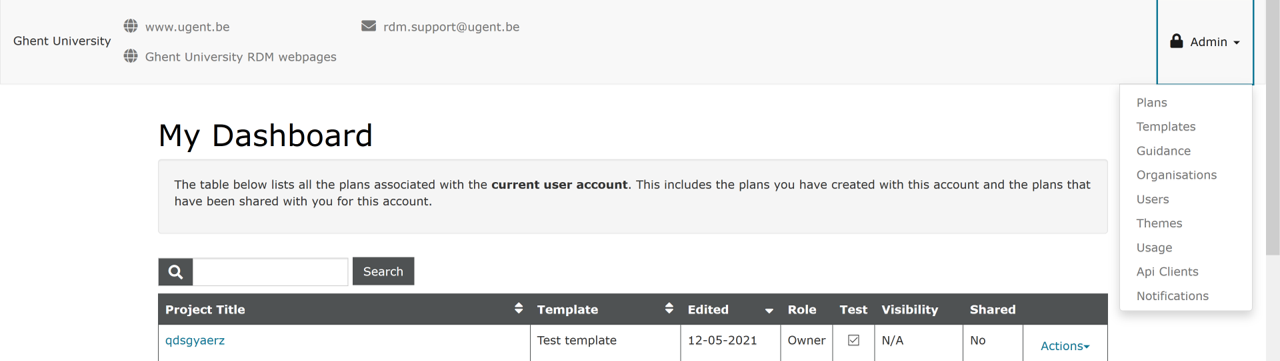 Ghent University
www.ugent.be
rdm.support@ugent.be
Ghent University RDM webpages
Admin
Plans
Templates
Guidance
Organisations
Users
Themes
Usage
Api Clients
Notifications
My Dashboard
The table below lists all the plans associated with the current user account. This includes the plans you have created with this account and the plans that
have been shared with you for this account.
Search
Project Title Template Edited Role Test Visibility Shared
qdsgyaerz Test template 12-05-2021 Owner N/A No Actions